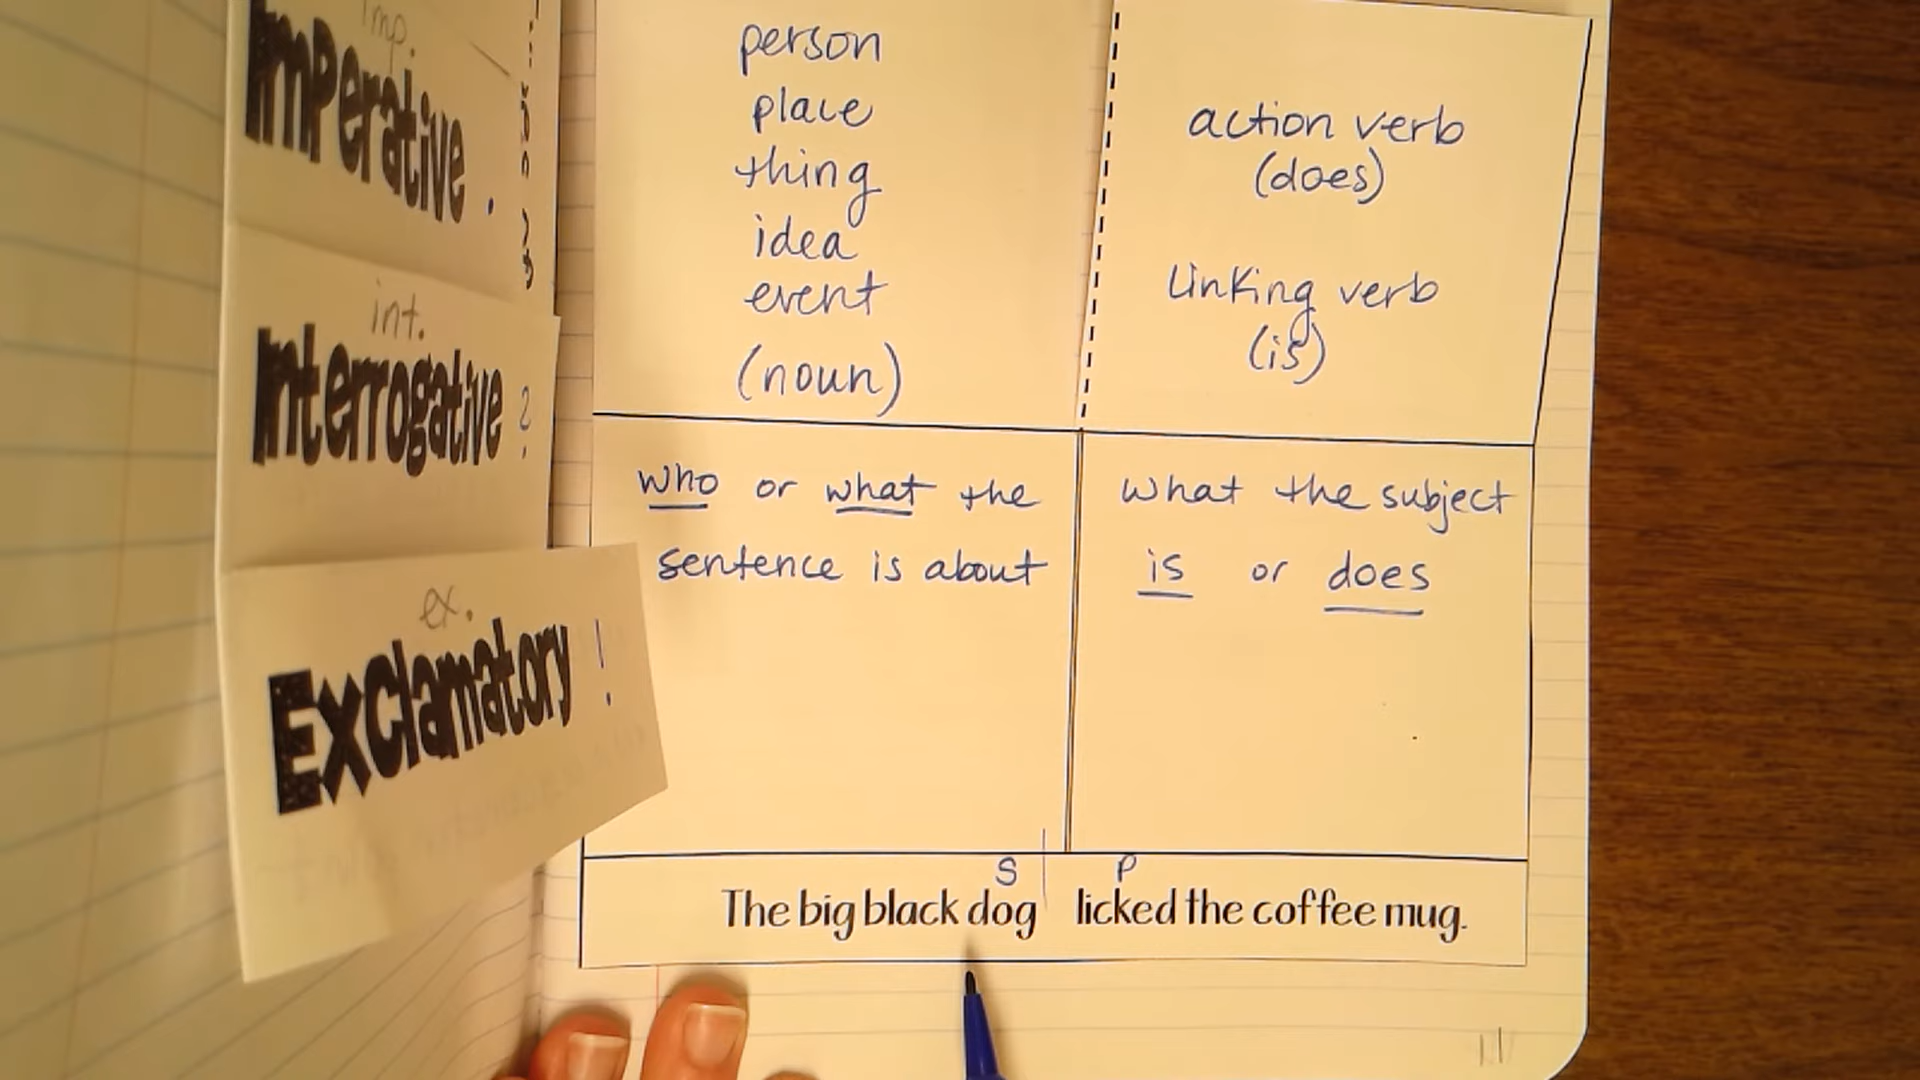 imp.
Imperative .
int.
Interrogative ?
ex.
Exclamatory !
person
place
thing
idea
event
(noun)
action verb
(does)
linking verb
(is)
who or what the
sentence is about
what the subject
is or does
S P
The big black dog licked the coffee mug.
11